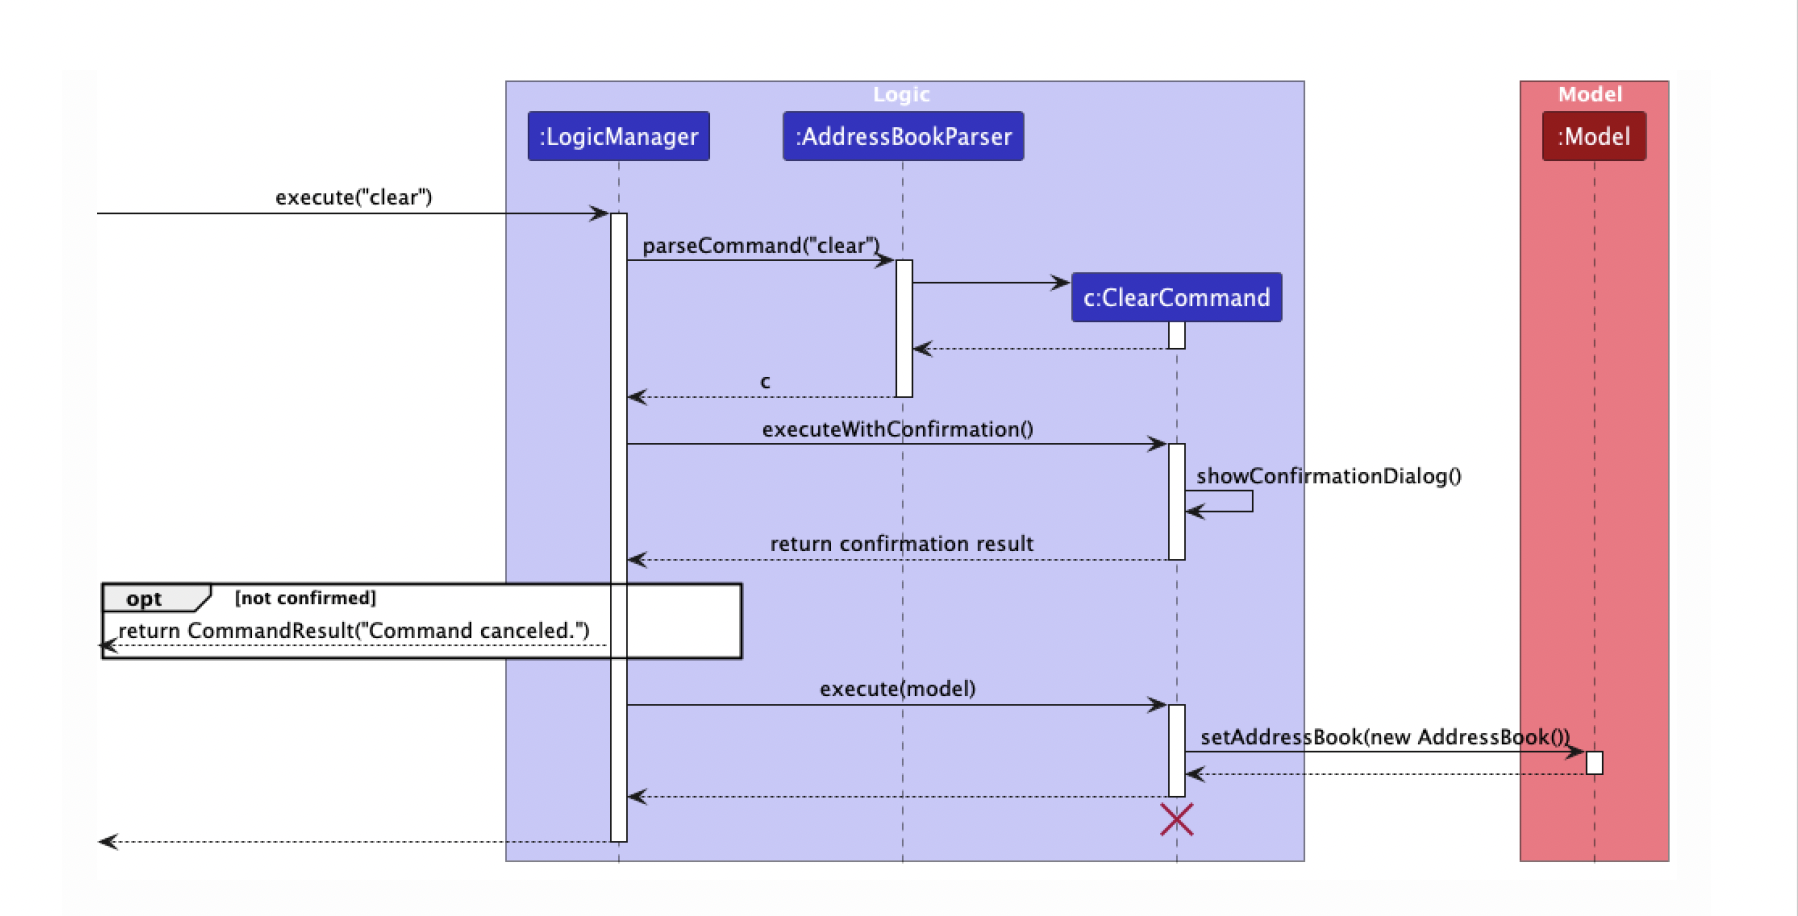 Logic
Model
:LogicManager
:AddressBookParser
:Model
execute("clear")
parseCommand("clear")
c:ClearCommand
c
executeWithConfirmation()
showConfirmationDialog()
return confirmation result
opt
[not confirmed]
return CommandResult("Command canceled.")
execute(model)
setAddressBook(new AddressBook())